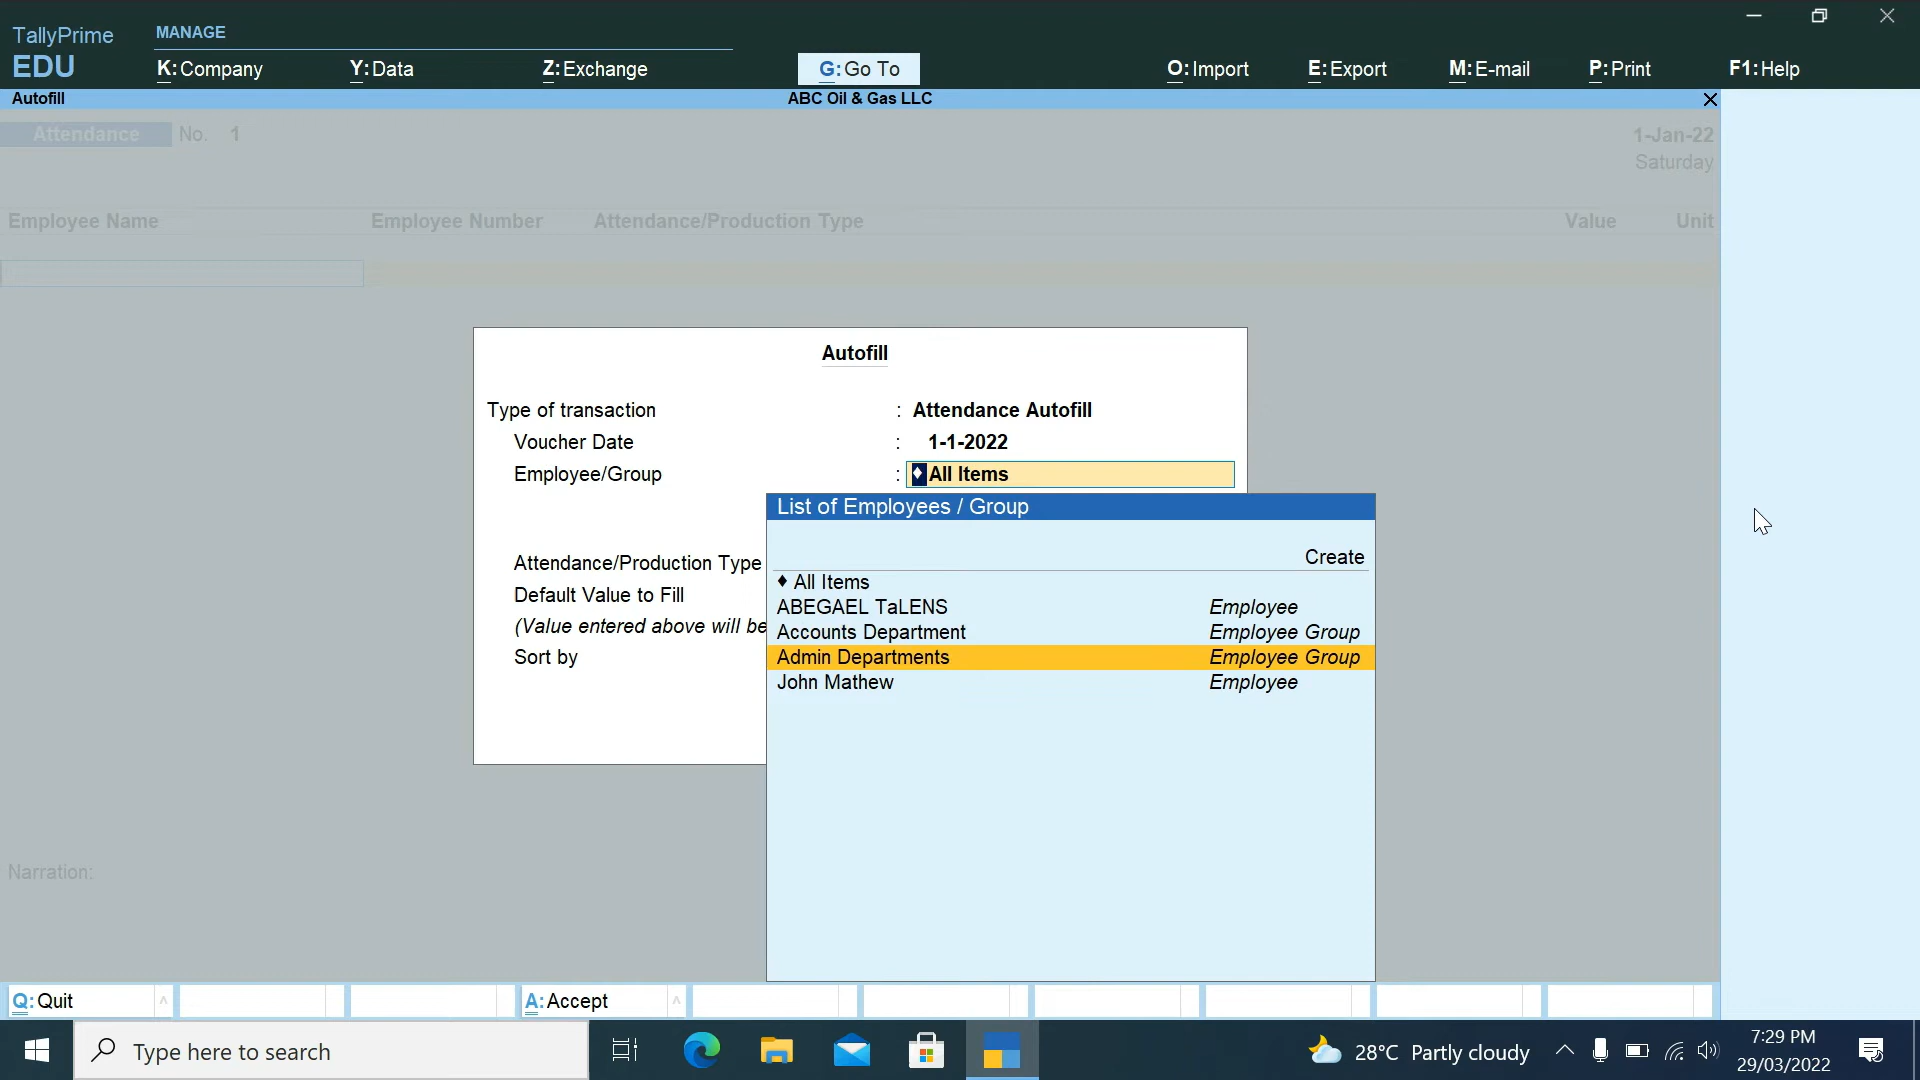 TallyPrime
EDU
MANAGE
K: Company
Y: Data
Z: Exchange
G: Go To
O: Import
E: Export
M: E-mail
P: Print
F1: Help
Autofill
ABC Oil & Gas LLC
Attendance No. 1
1-Jan-22
Saturday
Employee Name Employee Number Attendance/Production Type Value Unit
Autofill
Type of transaction : Attendance Autofill
Voucher Date : 1-1-2022
Employee/Group : ♦ All Items
Attendance/Production Type
Default Value to Fill
(Value entered above will be
Sort by
List of Employees / Group
Create
♦ All Items
ABEGAEL TaLENS Employee
Accounts Department Employee Group
Admin Departments Employee Group
John Mathew Employee
Narration:
Q: Quit
A: Accept
Type here to search
28°C Partly cloudy
7:29 PM
29/03/2022